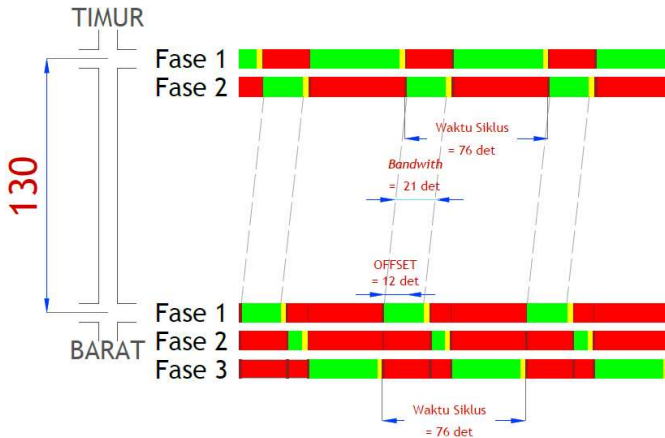 TIMUR
Fase 1
Fase 2
Waktu Siklus
= 76 det
Bandwith
= 21 det
130
OFFSET
= 12 det
Fase 1
Fase 2
BARAT
Fase 3
Waktu Siklus
= 76 det